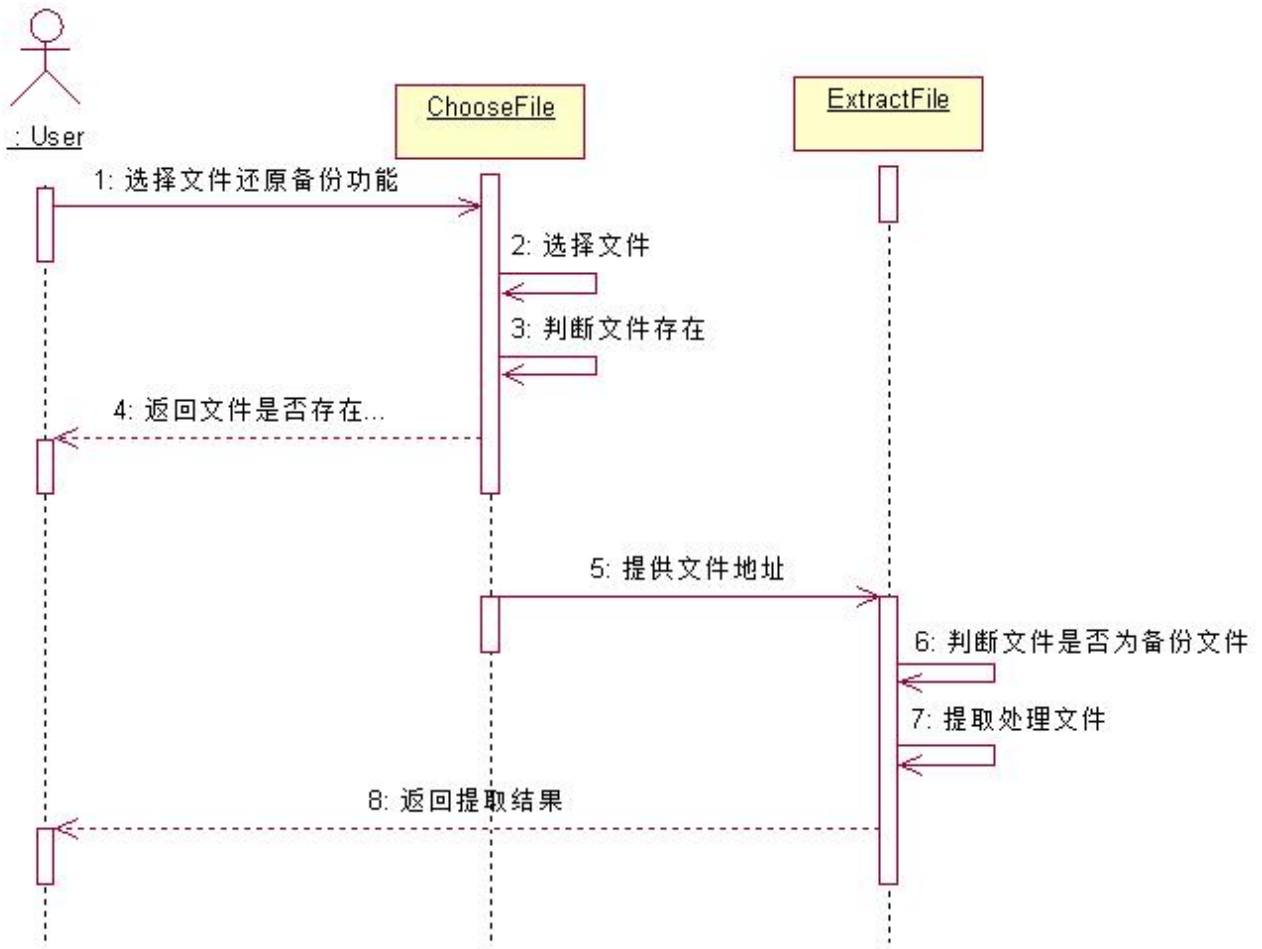 : User
ChooseFile
ExtractFile
1: 选择文件还原备份功能
2: 选择文件
3: 判断文件存在
4: 返回文件是否存在...
5: 提供文件地址
6: 判断文件是否为备份文件
7: 提取处理文件
8: 返回提取结果